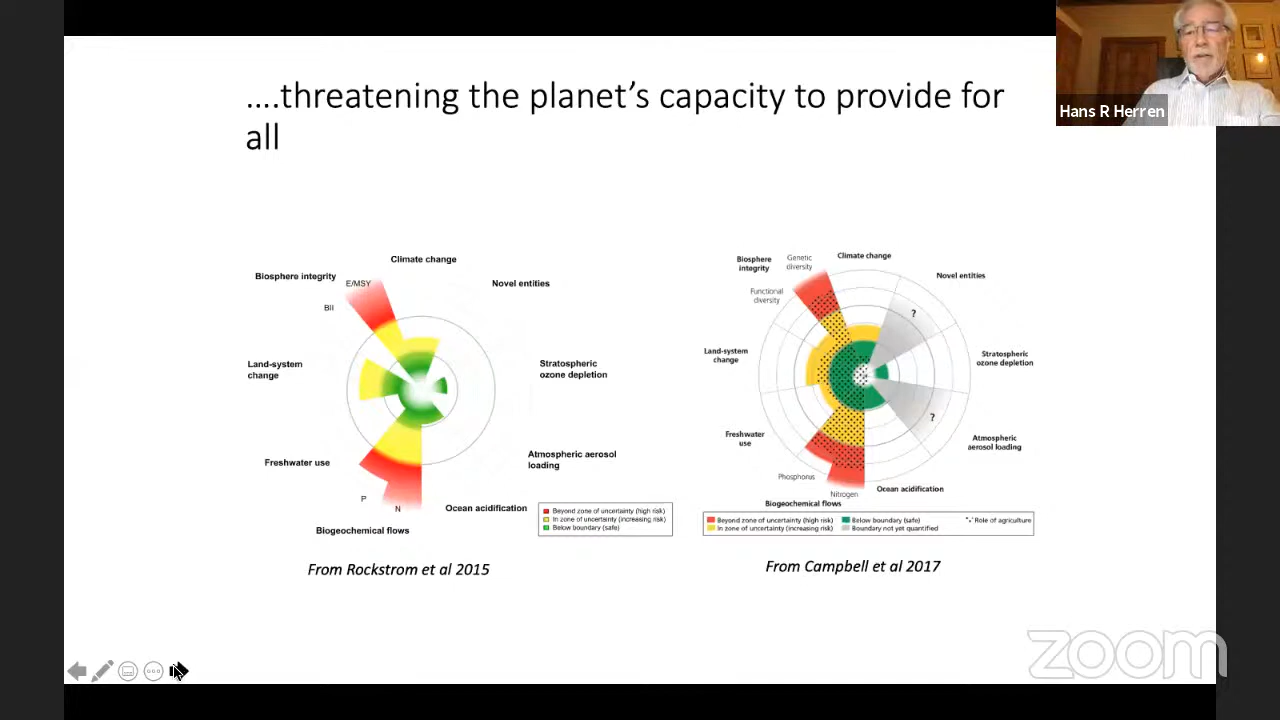 ....threatening the planet's capacity to provide for
all
Hans R Herren
Climate change
Biosphere integrity
E/MSY
Novel entities
BII
Land-system
change
Stratospheric
ozone depletion
Freshwater use
Atmospheric aerosol
loading
P
N
Ocean acidification
Biogeochemical flows
Beyond zone of uncertainty (high risk)
In zone of uncertainty (increasing risk)
Below boundary (safe)
From Rockstrom et al 2015
Biosphere
integrity
Genetic
diversity
Climate change
Functional
diversity
Novel entities
?
Land-system
change
Stratospheric
ozone depletion
?
Freshwater
use
Atmospheric
aerosol loading
Phosphorus
Nitrogen
Ocean acidification
Biogeochemical flows
Beyond zone of uncertainty (high risk)
In zone of uncertainty (increasing risk)
Below boundary (safe)
Boundary not yet quantified
Role of agriculture
From Campbell et al 2017
zoom